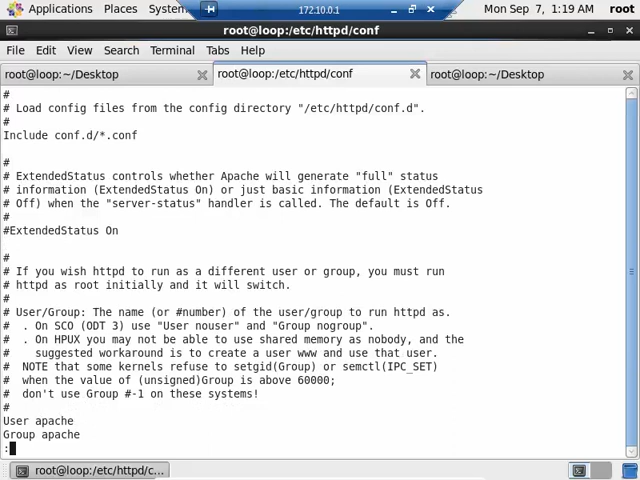 Applications Places System 172.10.0.1 Mon Sep 7, 1:19 AM root
root@loop:/etc/httpd/conf
File Edit View Search Terminal Tabs Help
root@loop:~/Desktop root@loop:/etc/httpd/conf root@loop:~/Desktop
#
# Load config files from the config directory "/etc/httpd/conf.d".
#
Include conf.d/*.conf
#
# ExtendedStatus controls whether Apache will generate "full" status
# information (ExtendedStatus On) or just basic information (ExtendedStatus
# Off) when the "server-status" handler is called. The default is Off.
#
#ExtendedStatus On
#
# If you wish httpd to run as a different user or group, you must run
# httpd as root initially and it will switch.
#
# User/Group: The name (or #number) of the user/group to run httpd as.
#  . On SCO (ODT 3) use "User nouser" and "Group nogroup".
#  . On HPUX you may not be able to use shared memory as nobody, and the
#    suggested workaround is to create a user www and use that user.
#  NOTE that some kernels refuse to setgid(Group) or semctl(IPC_SET)
#  when the value of (unsigned)Group is above 60000;
#  don't use Group #-1 on these systems!
#
User apache
Group apache
:
root@loop:/etc/httpd/c...